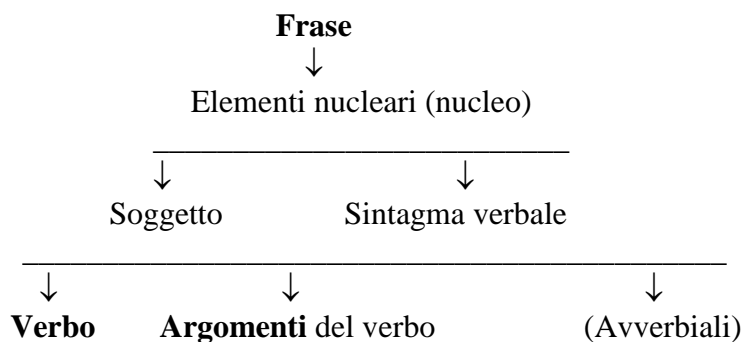 Frase
↓
Elementi nucleari (nucleo)
↓ ↓
Soggetto Sintagma verbale
↓ ↓ ↓
Verbo Argomenti del verbo (Avverbiali)